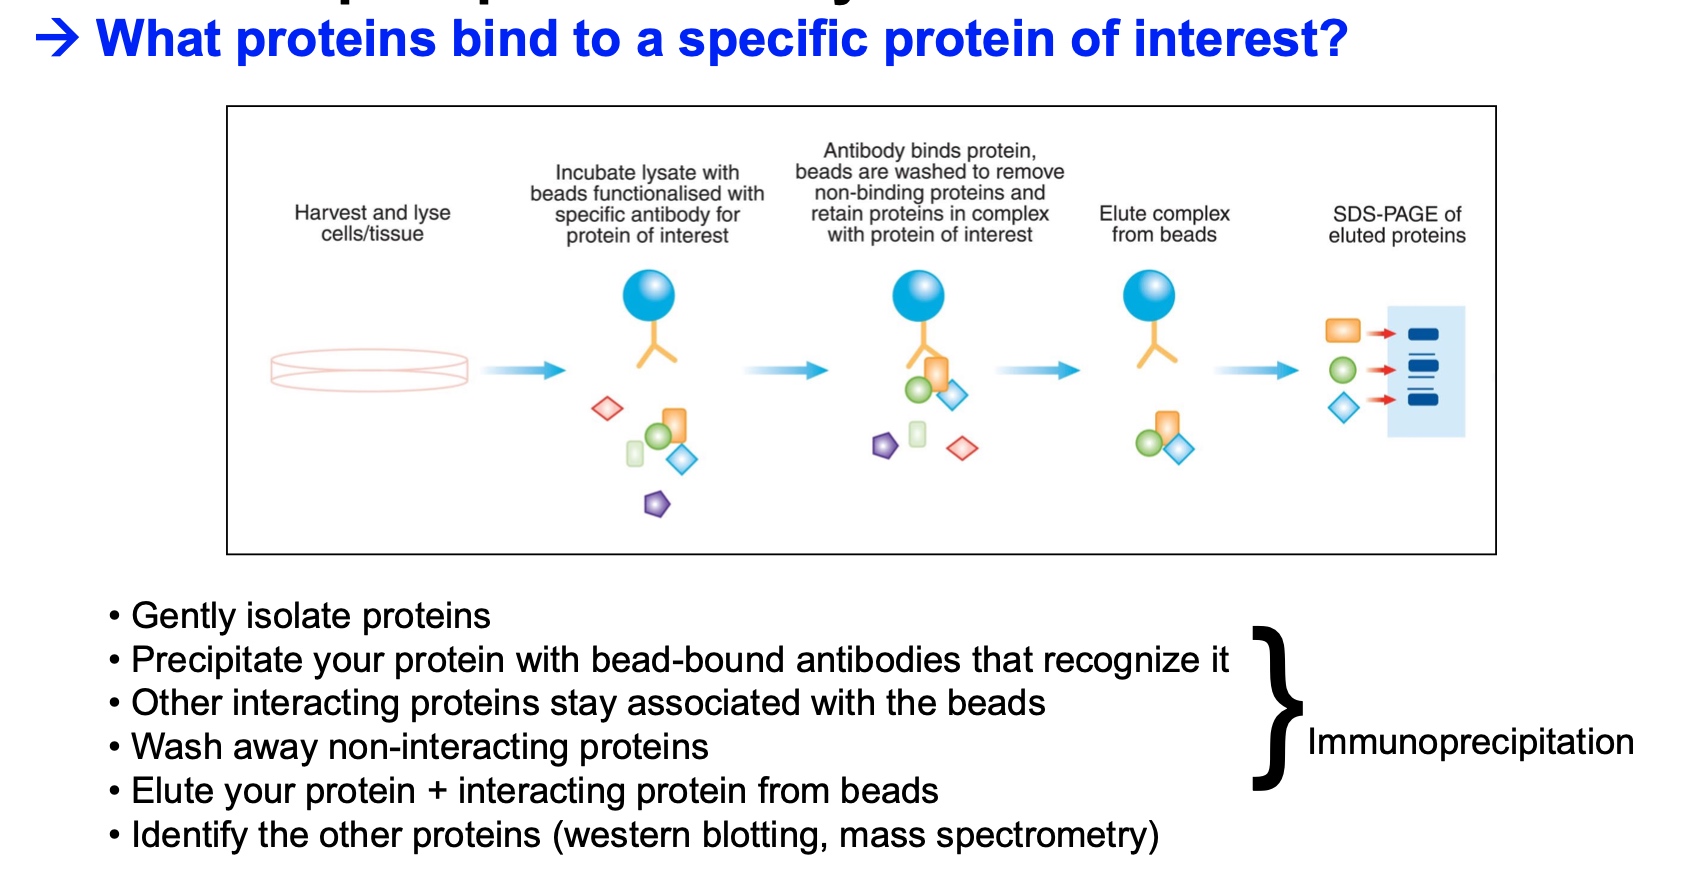 → What proteins bind to a specific protein of interest?
Harvest and lyse
cells/tissue
Incubate lysate with
beads functionalised with
specific antibody for
protein of interest
Antibody binds protein,
beads are washed to remove
non-binding proteins and
retain proteins in complex
with protein of interest
Elute complex
from beads
SDS-PAGE of
eluted proteins
• Gently isolate proteins
• Precipitate your protein with bead-bound antibodies that recognize it
• Other interacting proteins stay associated with the beads
• Wash away non-interacting proteins
• Elute your protein + interacting protein from beads
• Identify the other proteins (western blotting, mass spectrometry)
Immunoprecipitation